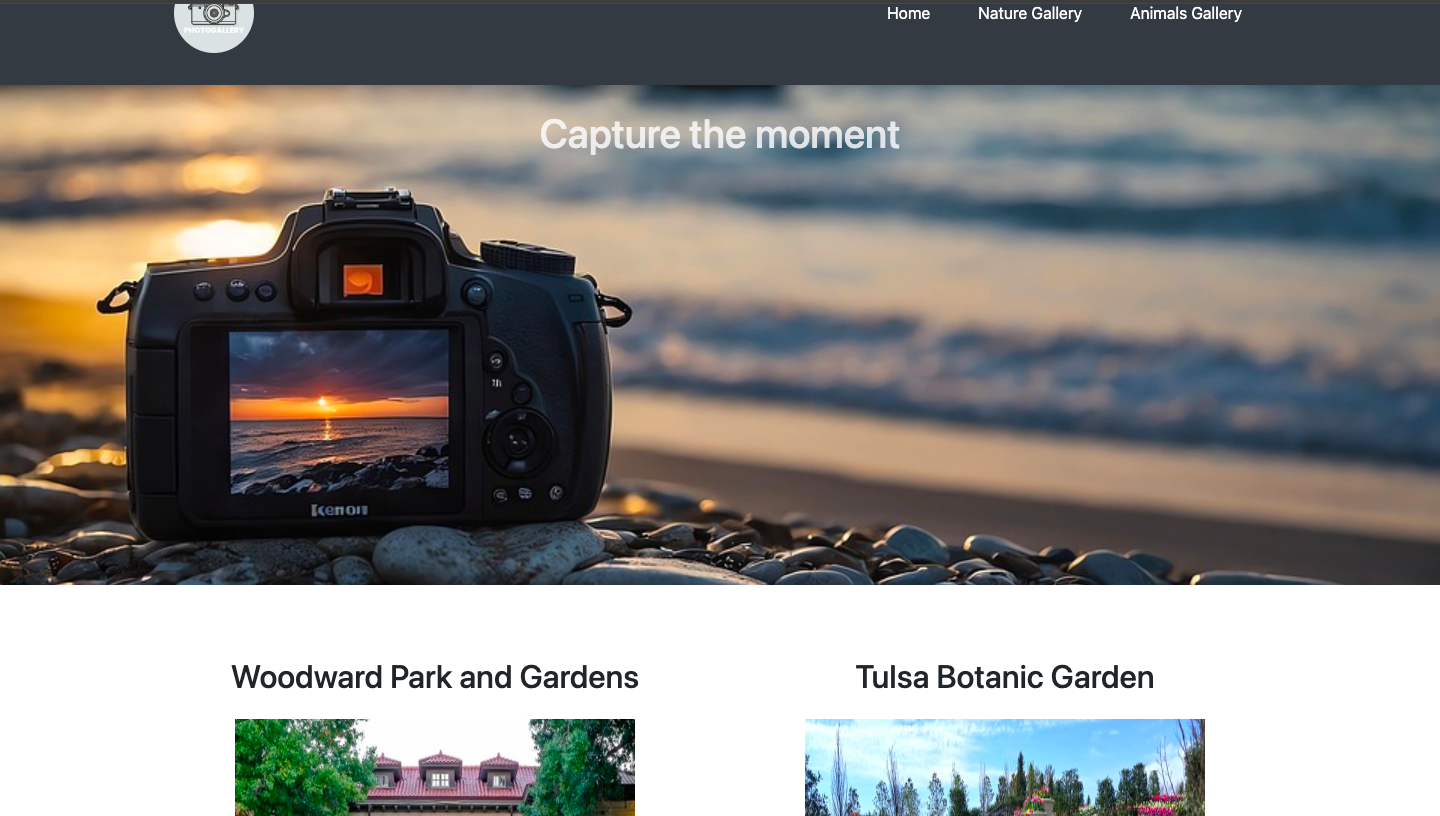 PHOTOGALLERY
Home
Nature Gallery
Animals Gallery
Capture the moment
Kenon
Woodward Park and Gardens
Tulsa Botanic Garden